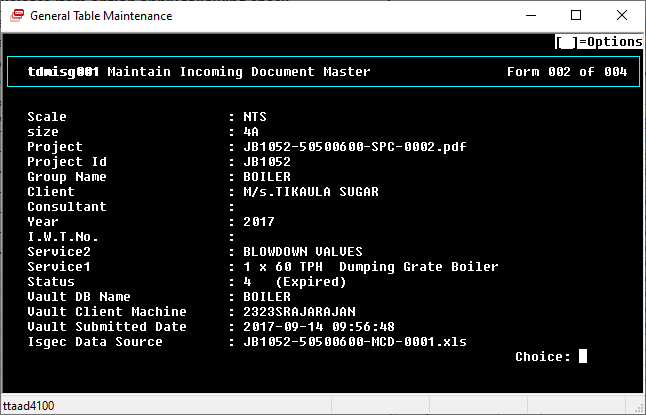 General Table Maintenance
[ ]=Options
tdmisg001 Maintain Incoming Document Master Form 002 of 004
Scale : NTS
size : 4A
Project : JB1052-50500600-SPC-0002.pdf
Project Id : JB1052
Group Name : BOILER
Client : M/s.TIKAULA SUGAR
Consultant :
Year : 2017
I.W.T.No. :
Service2 : BLOWDOWN VALVES
Service1 : 1 x 60 TPH  Dumping Grate Boiler
Status : 4   (Expired)
Vault DB Name : BOILER
Vault Client Machine : 2323SRAJARAJAN
Vault Submitted Date : 2017-09-14 09:56:48
Isgec Data Source : JB1052-50500600-MCD-0001.xls
Choice:
ttaad4100